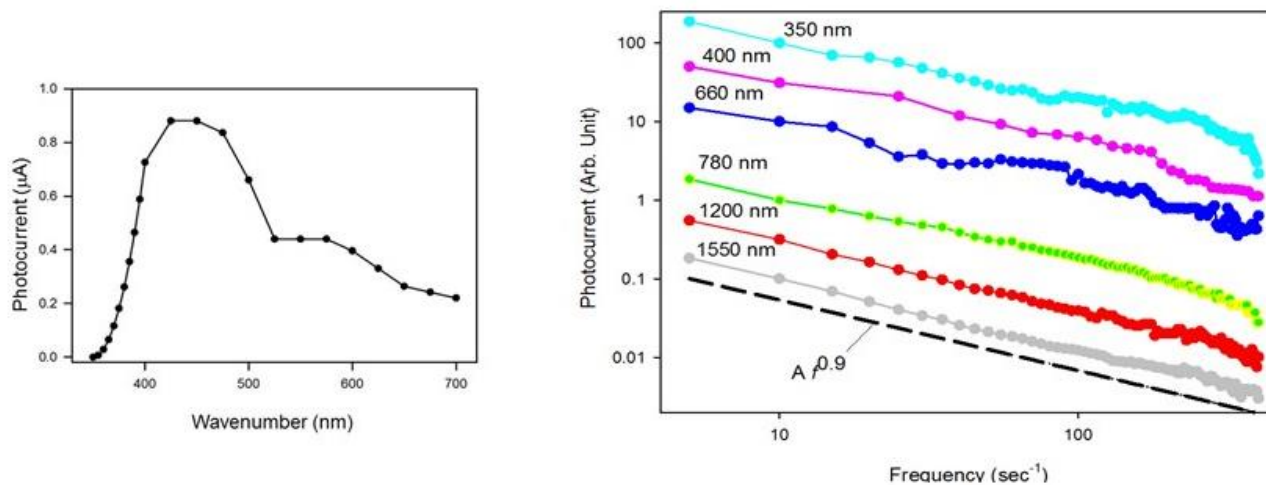 Photocurrent (μA)
1.0
0.8
0.6
0.4
0.2
0.0
400
500
600
700
Wavenumber (nm)
Photocurrent (Arb. Unit)
100
10
1
0.1
0.01
350 nm
400 nm
660 nm
780 nm
1200 nm
1550 nm
A f^0.9
10
100
Frequency (sec⁻¹)